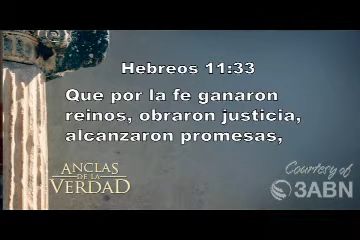 Hebreos 11:33
Que por la fe ganaron
reinos, obraron justicia,
alcanzaron promesas,
ANCLAS
DE LA
VERDAD
Courtesy of
3ABN